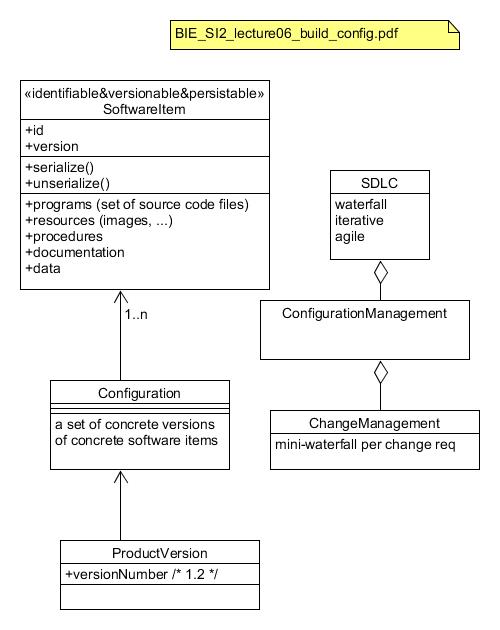 BIE_SI2_lecture06_build_config.pdf
«identifiable&versionable&persistable»
SoftwareItem
+id
+version
+serialize()
+unserialize()
+programs (set of source code files)
+resources (images, ...)
+procedures
+documentation
+data
SDLC
waterfall
iterative
agile
1..n
ConfigurationManagement
Configuration
a set of concrete versions
of concrete software items
ChangeManagement
mini-waterfall per change req
ProductVersion
+versionNumber /* 1.2 */